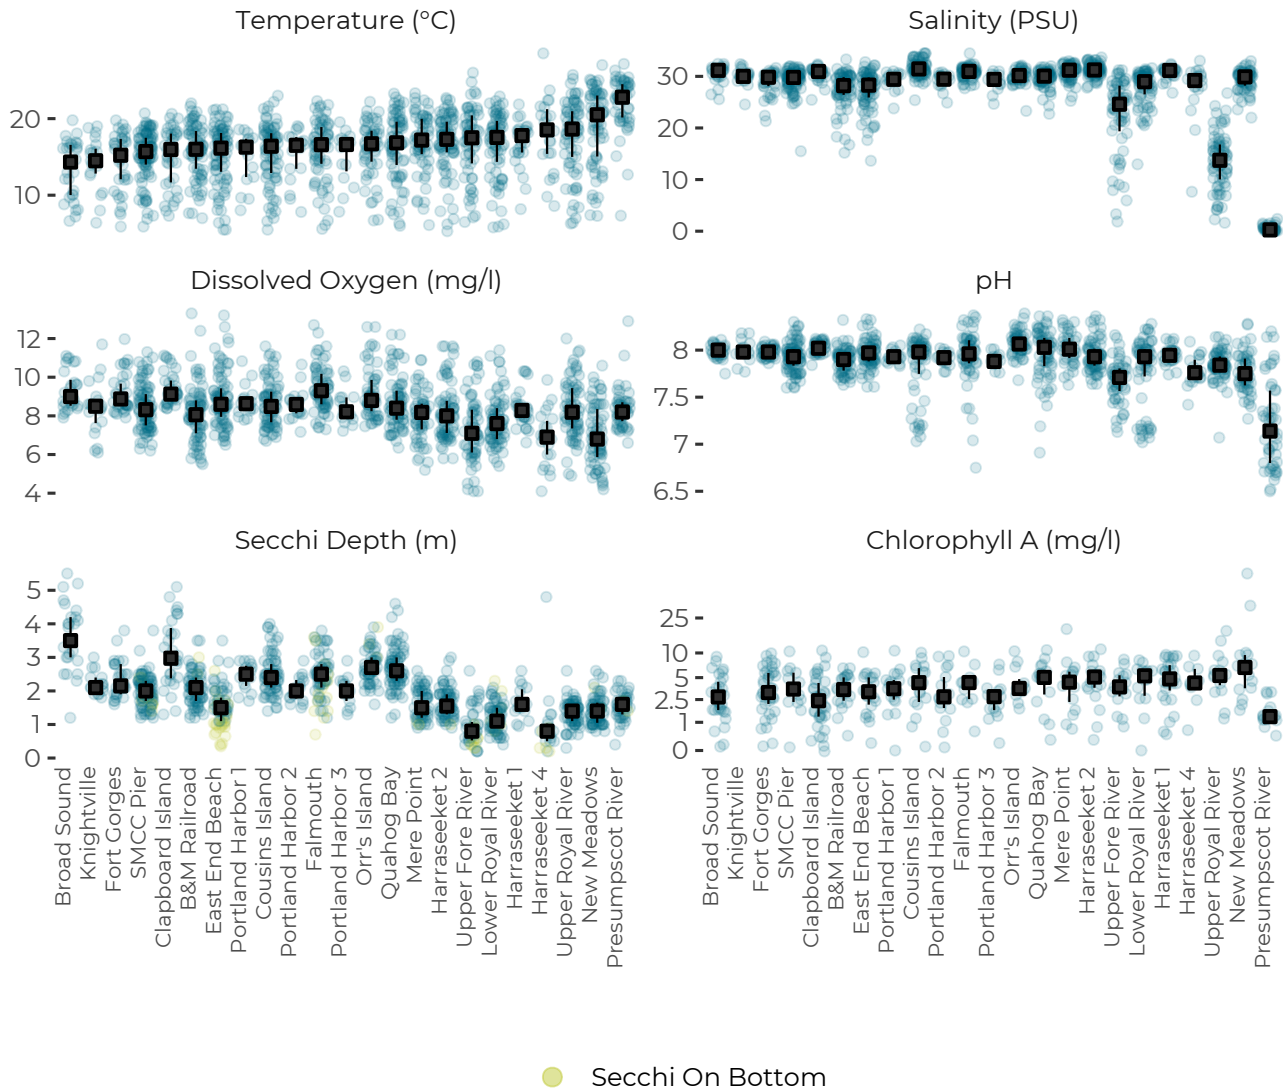 Temperature (°C)
Salinity (PSU)
20
10
30
20
10
0
Dissolved Oxygen (mg/l)
pH
12
10
8
6
4
8
7.5
7
6.5
Secchi Depth (m)
Chlorophyll A (mg/l)
5
4
3
2
1
0
25
10
5
2.5
1
0
Broad Sound
Knightville
Fort Gorges
SMCC Pier
Clapboard Island
B&M Railroad
East End Beach
Portland Harbor 1
Cousins Island
Portland Harbor 2
Falmouth
Portland Harbor 3
Orr's Island
Quahog Bay
Mere Point
Harraseeket 2
Upper Fore River
Lower Royal River
Harraseeket 1
Harraseeket 4
Upper Royal River
New Meadows
Presumpscot River
Broad Sound
Knightville
Fort Gorges
SMCC Pier
Clapboard Island
B&M Railroad
East End Beach
Portland Harbor 1
Cousins Island
Portland Harbor 2
Falmouth
Portland Harbor 3
Orr's Island
Quahog Bay
Mere Point
Harraseeket 2
Upper Fore River
Lower Royal River
Harraseeket 1
Harraseeket 4
Upper Royal River
New Meadows
Presumpscot River
Secchi On Bottom